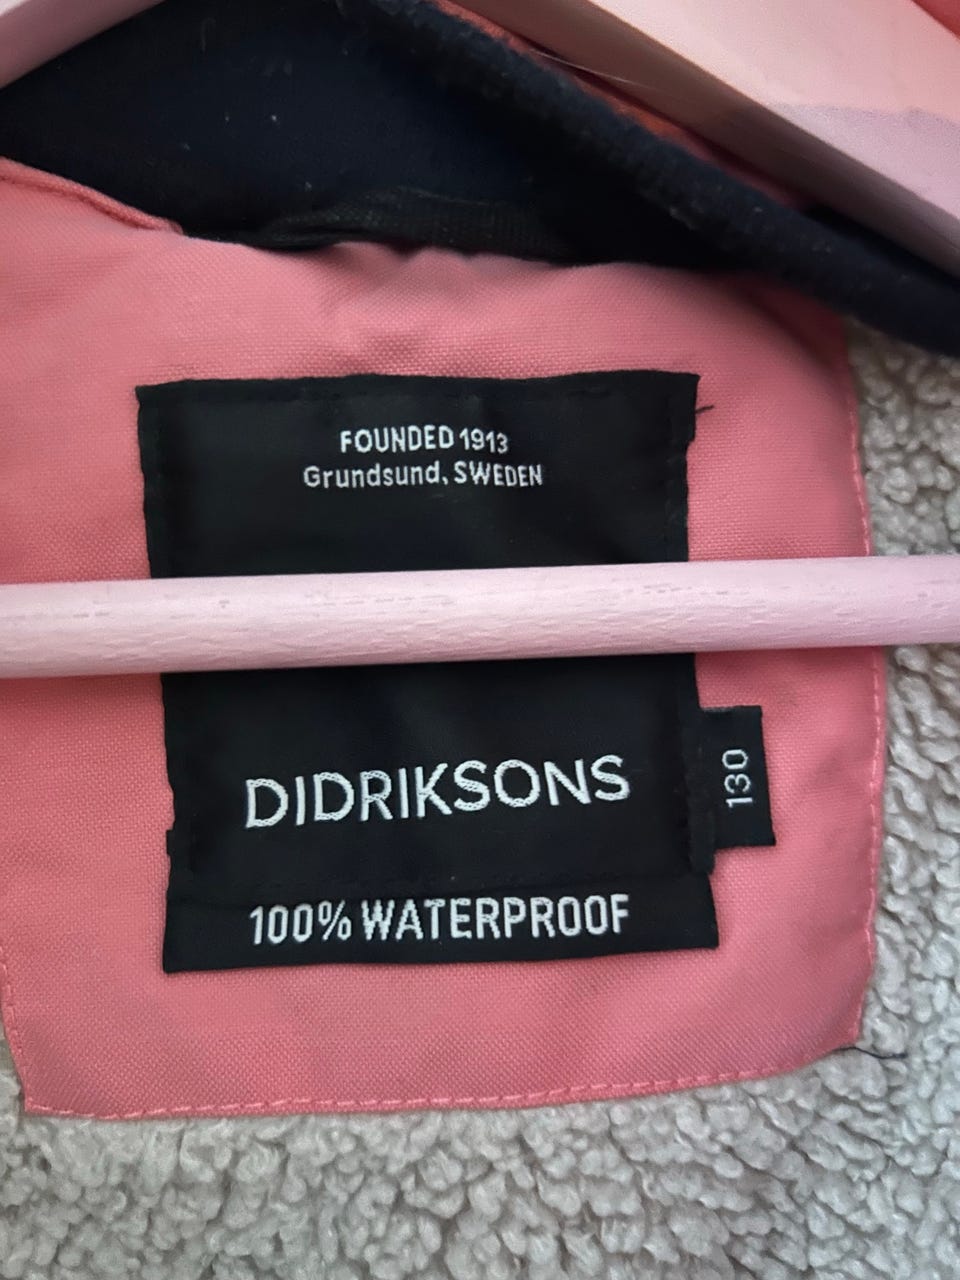 FOUNDED 1913
Grundsund, SWEDEN
DIDRIKSONS
130
100% WATERPROOF